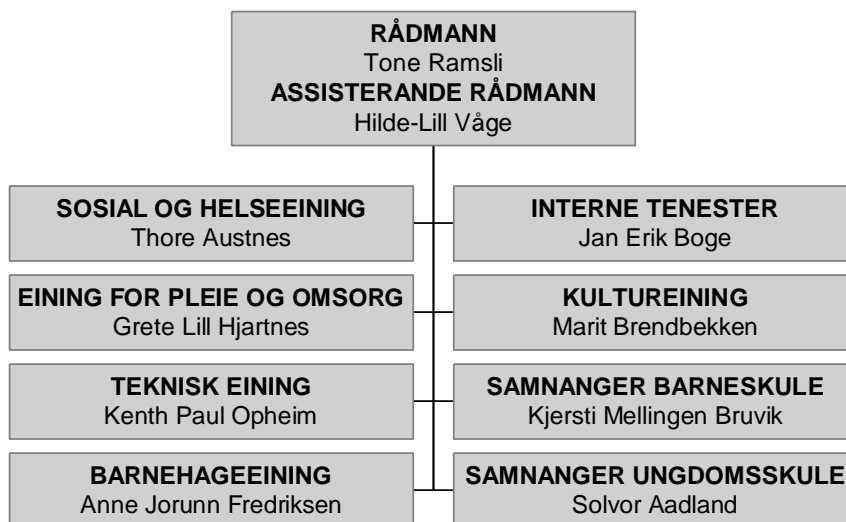 RÅDMANN
Tone Ramsli
ASSISTERANDE RÅDMANN
Hilde-Lill Våge
SOSIAL OG HELSEEINING
Thore Austnes
INTERNE TENESTER
Jan Erik Boge
EINING FOR PLEIE OG OMSORG
Grete Lill Hjartnes
KULTUREINING
Marit Brendbekken
TEKNISK EINING
Kenth Paul Opheim
SAMNANGER BARNESKULE
Kjersti Mellingen Bruvik
BARNEHAGEEINING
Anne Jorunn Fredriksen
SAMNANGER UNGDOMSSKULE
Solvor Aadland